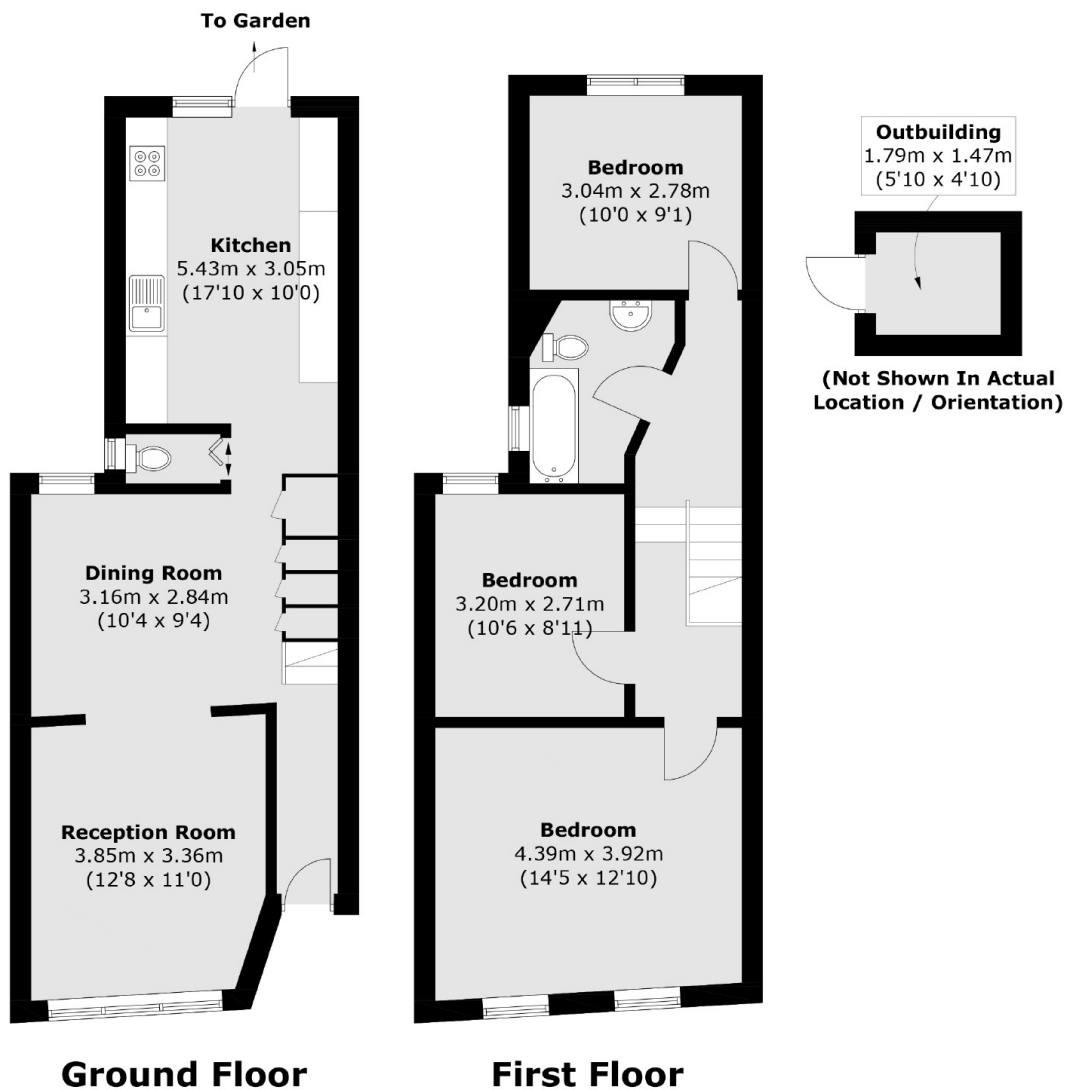 To Garden
Kitchen
5.43m x 3.05m
(17'10 x 10'0)
Dining Room
3.16m x 2.84m
(10'4 x 9'4)
Reception Room
3.85m x 3.36m
(12'8 x 11'0)
Ground Floor
Bedroom
3.04m x 2.78m
(10'0 x 9'1)
Bedroom
3.20m x 2.71m
(10'6 x 8'11)
Bedroom
4.39m x 3.92m
(14'5 x 12'10)
First Floor
Outbuilding
1.79m x 1.47m
(5'10 x 4'10)
(Not Shown In Actual
Location / Orientation)